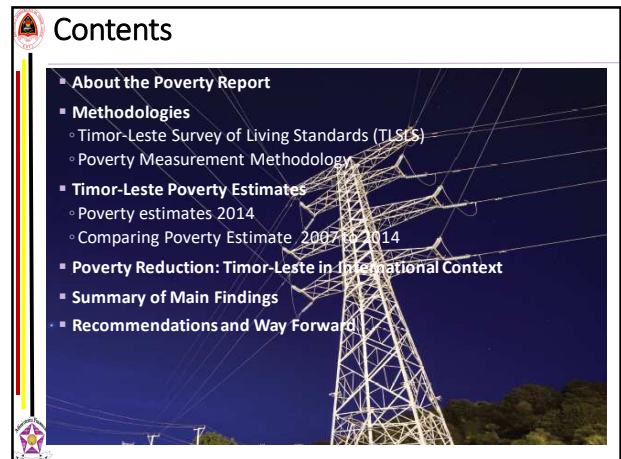 Contents
▪ About the Poverty Report
▪ Methodologies
◦ Timor-Leste Survey of Living Standards (TLSLS)
◦ Poverty Measurement Methodology
▪ Timor-Leste Poverty Estimates
◦ Poverty estimates 2014
◦ Comparing Poverty Estimate 2007 to 2014
▪ Poverty Reduction: Timor-Leste in International Context
▪ Summary of Main Findings
▪ Recommendations and Way Forward